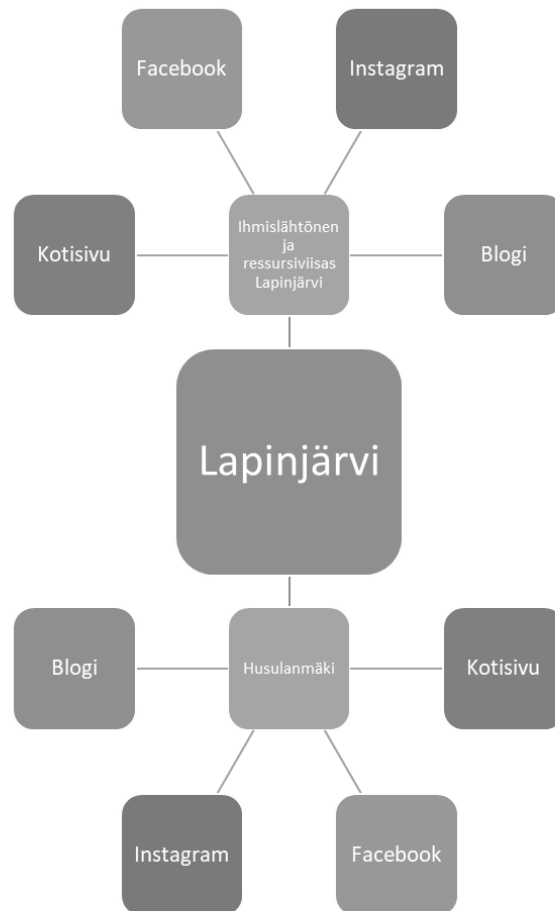 Facebook
Instagram
Kotisivu
Ihmislähtönen
ja
ressursiviisas
Lapinjärvi
Blogi
Lapinjärvi
Blogi
Husulanmäki
Kotisivu
Instagram
Facebook